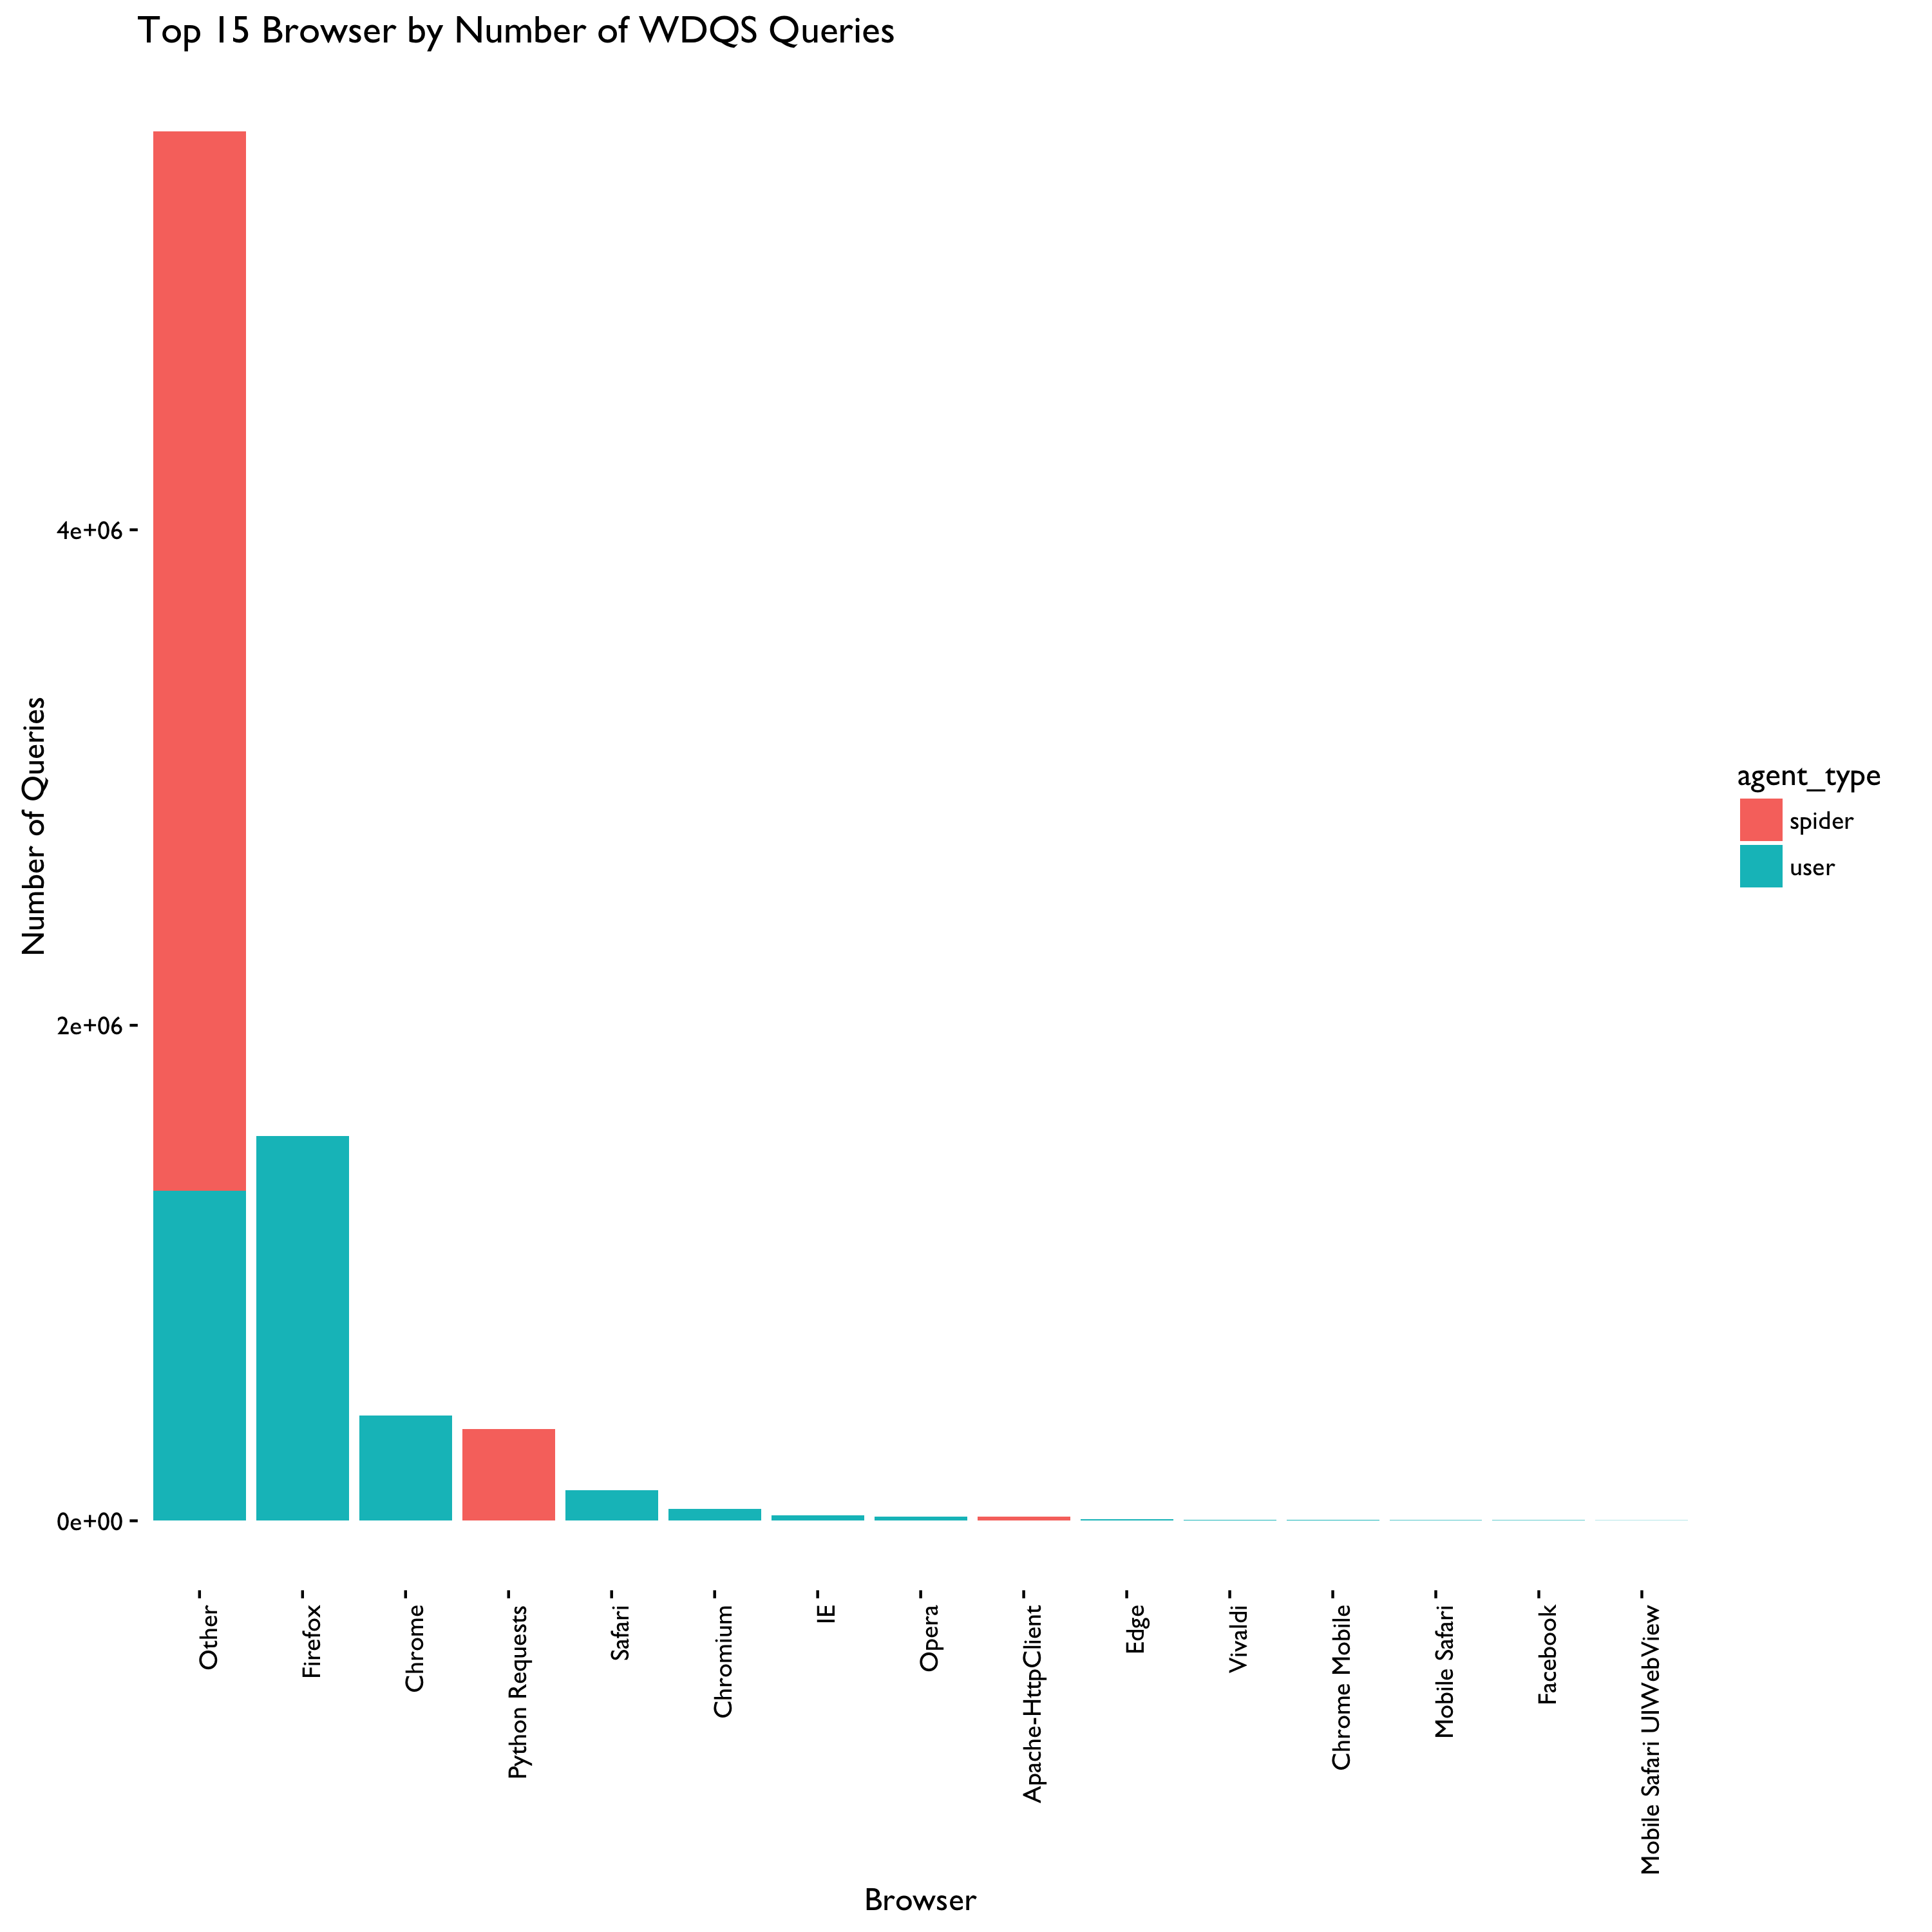 Top 15 Browser by Number of WDQS Queries
Number of Queries
4e+06
2e+06
0e+00
Other
Firefox
Chrome
Python Requests
Safari
Chromium
IE
Opera
Apache-HttpClient
Edge
Vivaldi
Chrome Mobile
Mobile Safari
Facebook
Mobile Safari UIWebView
Browser
agent_type
spider
user